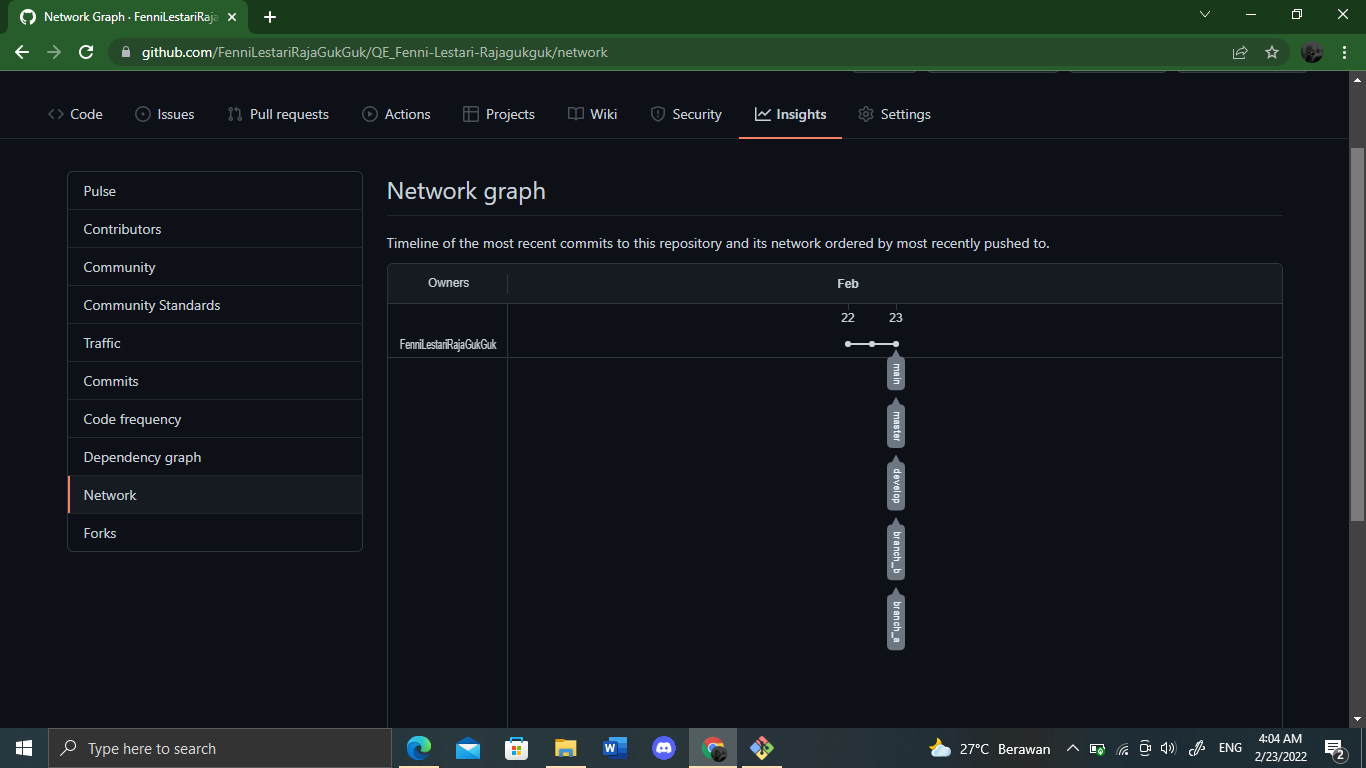 Network Graph · FenniLestariRaja
github.com/FenniLestariRajaGukGuk/QE_Fenni-Lestari-Rajagukguk/network
Code Issues Pull requests Actions Projects Wiki Security Insights Settings
Pulse
Contributors
Community
Community Standards
Traffic
Commits
Code frequency
Dependency graph
Network
Forks
Network graph
Timeline of the most recent commits to this repository and its network ordered by most recently pushed to.
Owners Feb
22 23
FenniLestariRajaGukGuk
main
master
develop
branch_b
branch_a
Type here to search
27°C Berawan
ENG
4:04 AM
2/23/2022
2